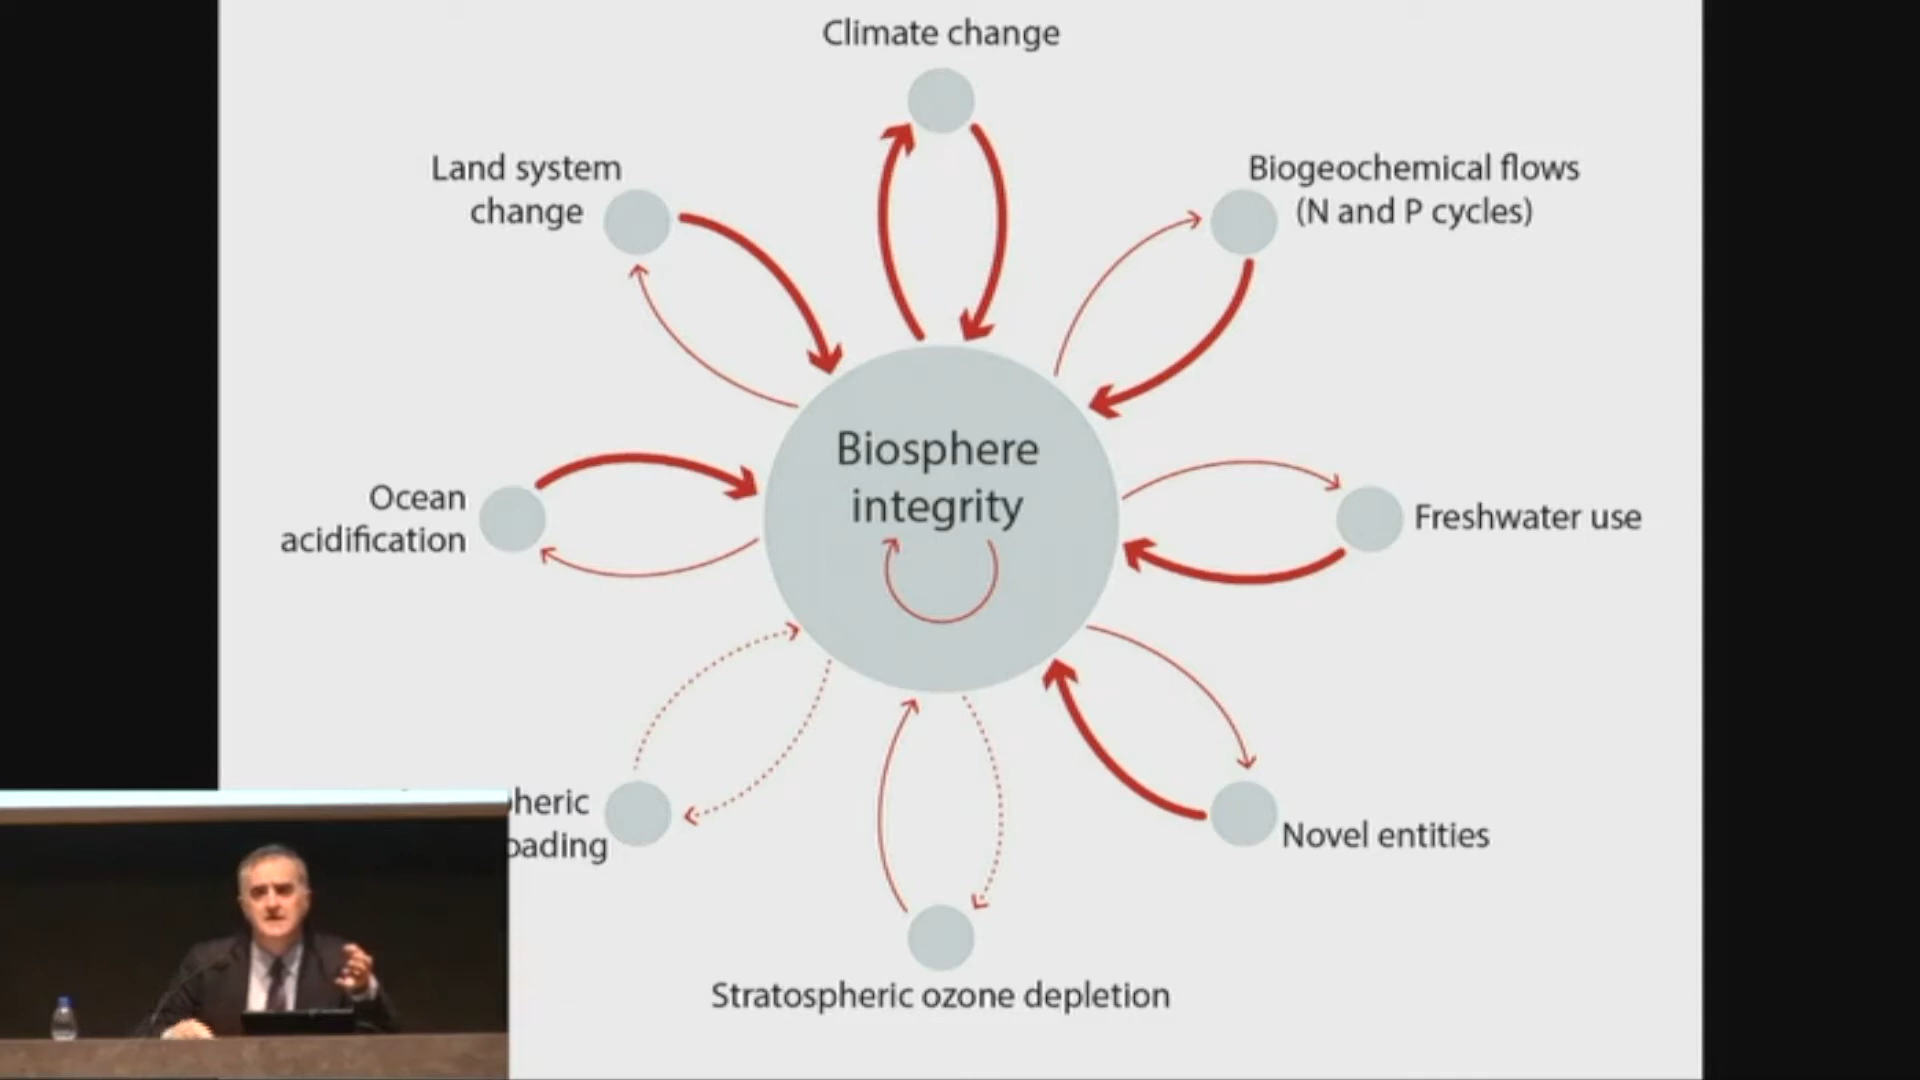 Climate change
Land system
change
Biogeochemical flows
(N and P cycles)
Biosphere
integrity
Ocean
acidification
Freshwater use
Novel entities
Stratospheric ozone depletion